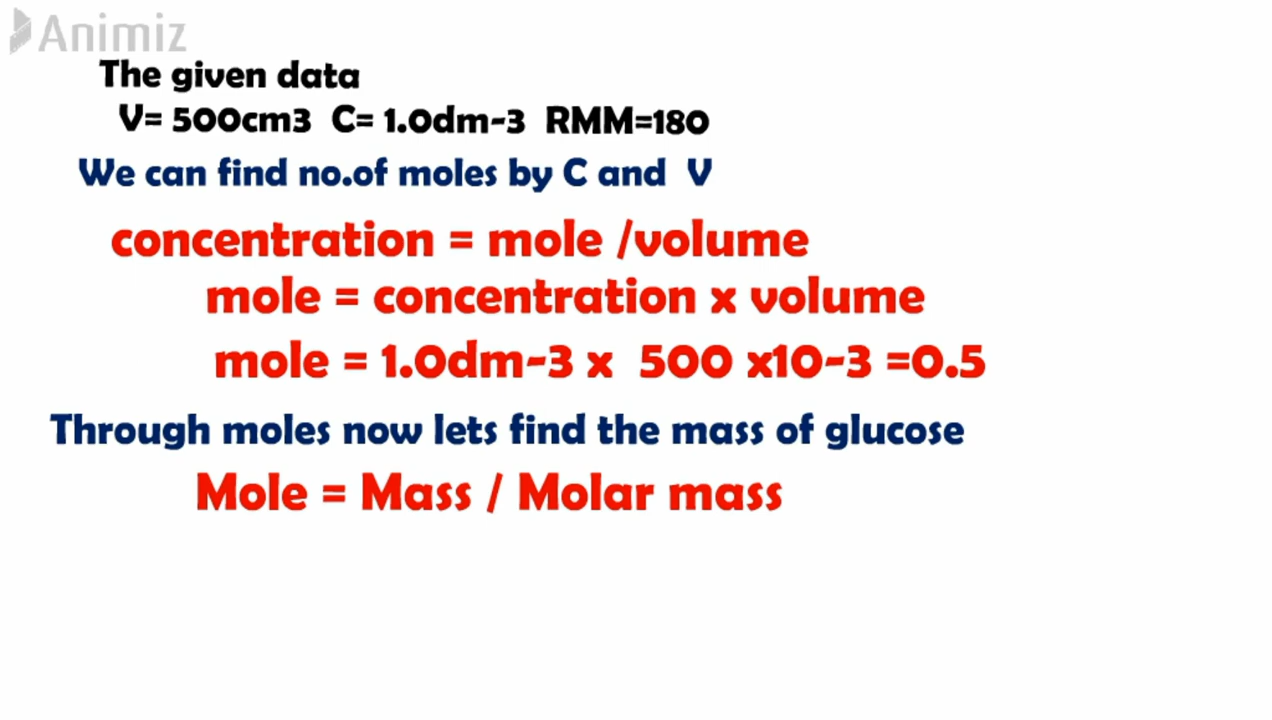 Animiz
The given data
V= 500cm3 C= 1.0dm-3 RMM=180
We can find no.of moles by C and V
concentration = mole /volume
mole = concentration x volume
mole = 1.0dm-3 x 500 x10-3 =0.5
Through moles now lets find the mass of glucose
Mole = Mass / Molar mass